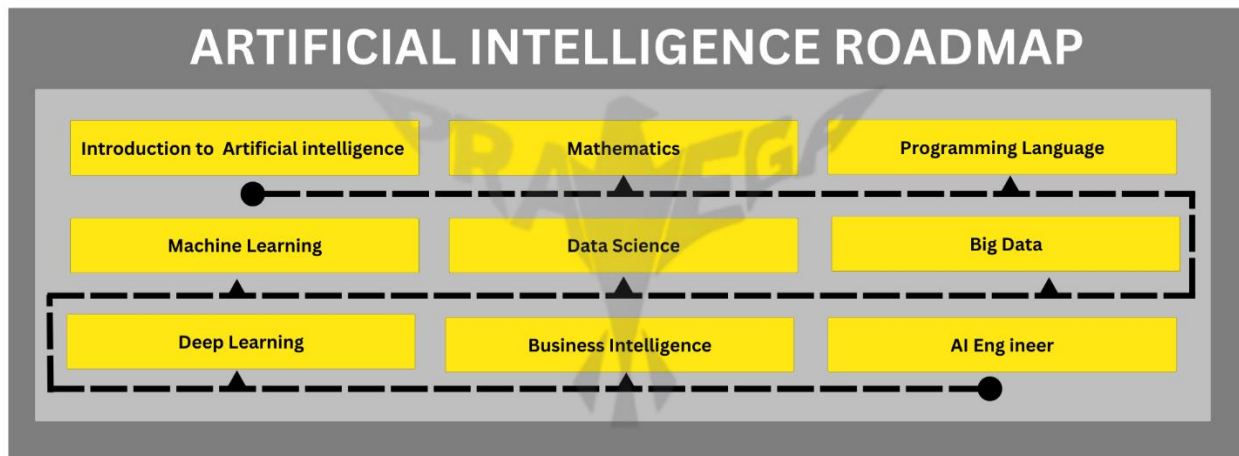 ARTIFICIAL INTELLIGENCE ROADMAP
PRAVEGA
Introduction to Artificial intelligence
Mathematics
Programming Language
Machine Learning
Data Science
Big Data
Deep Learning
Business Intelligence
AI Eng ineer